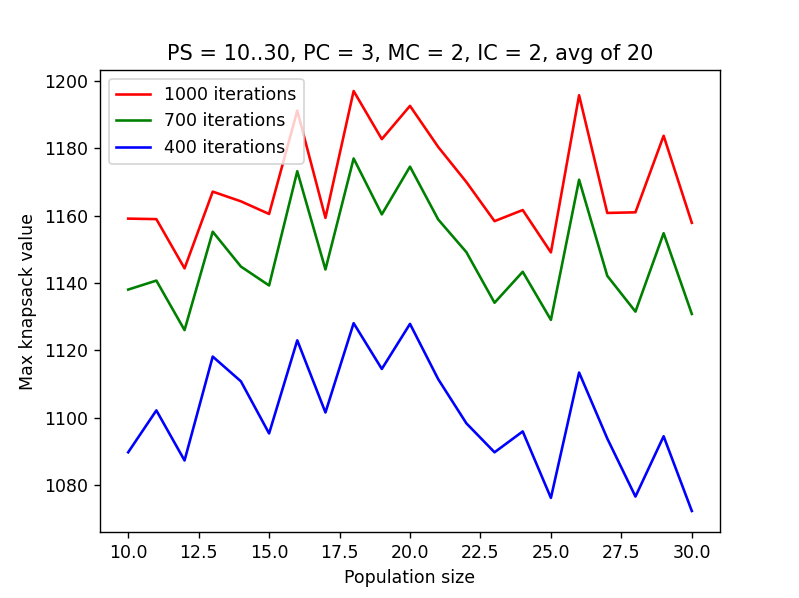 PS = 10..30, PC = 3, MC = 2, IC = 2, avg of 20
1000 iterations
700 iterations
400 iterations
Max knapsack value
1200
1180
1160
1140
1120
1100
1080
10.0 12.5 15.0 17.5 20.0 22.5 25.0 27.5 30.0
Population size